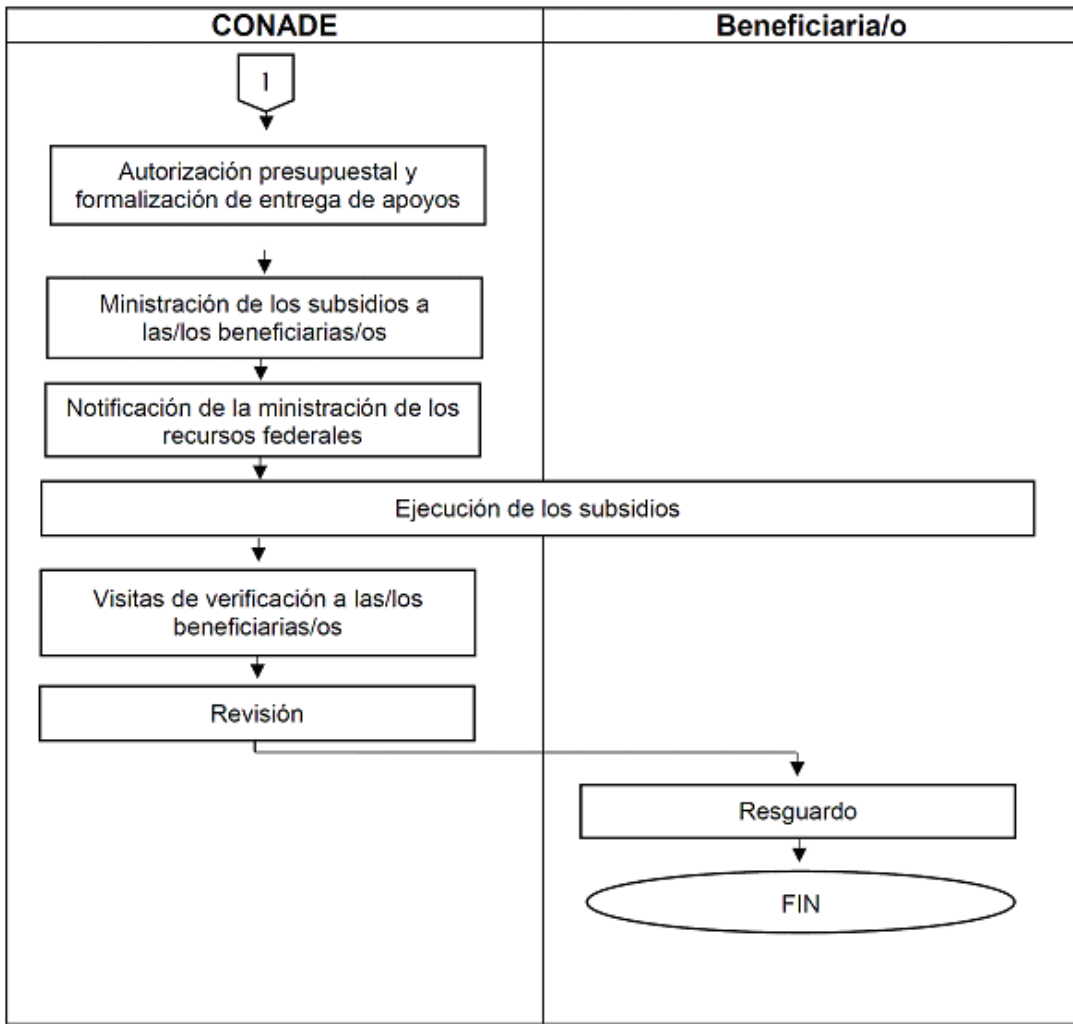 CONADE
Beneficiaria/o
1
Autorización presupuestal y
formalización de entrega de apoyos
Ministración de los subsidios a
las/los beneficiarias/os
Notificación de la ministración de los
recursos federales
Ejecución de los subsidios
Visitas de verificación a las/los
beneficiarias/os
Revisión
Resguardo
FIN